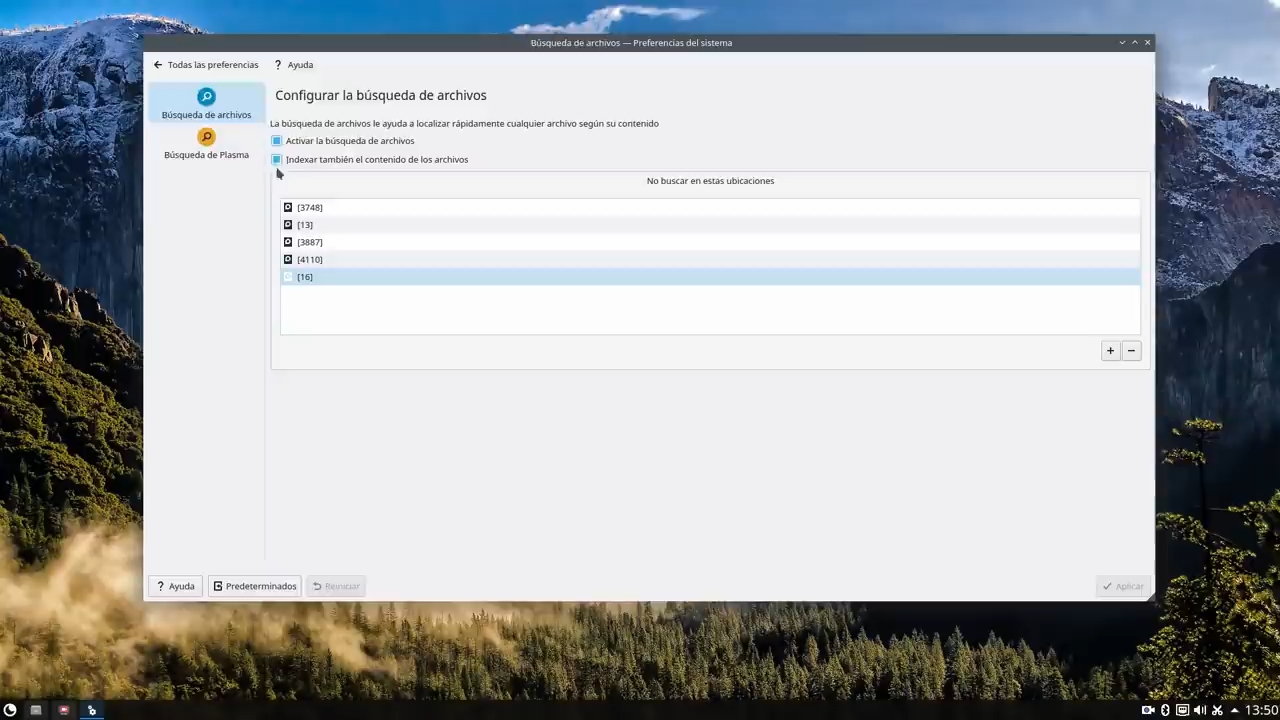 Búsqueda de archivos — Preferencias del sistema
Todas las preferencias
? Ayuda
Búsqueda de archivos
Búsqueda de Plasma
Configurar la búsqueda de archivos
La búsqueda de archivos le ayuda a localizar rápidamente cualquier archivo según su contenido
Activar la búsqueda de archivos
Indexar también el contenido de los archivos
No buscar en estas ubicaciones
[3748]
[13]
[3887]
[4110]
[16]
+ −
? Ayuda
Predeterminados
Reiniciar
Aplicar
13:50